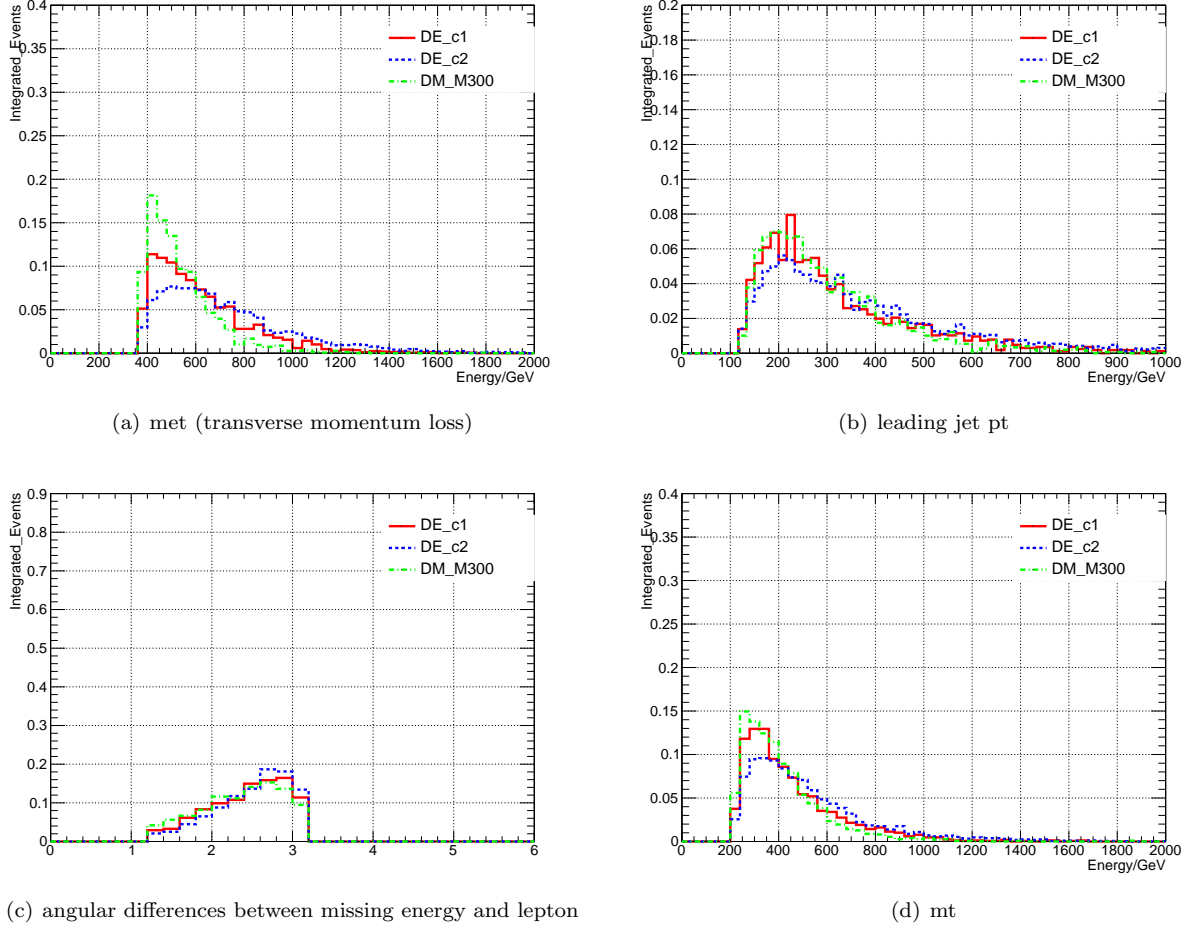 Integrated_Events
0.4
0.35
0.3
0.25
0.2
0.15
0.1
0.05
0
DE_c1
DE_c2
DM_M300
0 200 400 600 800 1000 1200 1400 1600 1800 2000
Energy/GeV
(a) met (transverse momentum loss)
Integrated_Events
0.2
0.18
0.16
0.14
0.12
0.1
0.08
0.06
0.04
0.02
0
DE_c1
DE_c2
DM_M300
0 100 200 300 400 500 600 700 800 900 1000
Energy/GeV
(b) leading jet pt
Integrated_Events
0.9
0.8
0.7
0.6
0.5
0.4
0.3
0.2
0.1
0
DE_c1
DE_c2
DM_M300
0 1 2 3 4 5 6
(c) angular differences between missing energy and lepton
Integrated_Events
0.4
0.35
0.3
0.25
0.2
0.15
0.1
0.05
0
DE_c1
DE_c2
DM_M300
0 200 400 600 800 1000 1200 1400 1600 1800 2000
Energy/GeV
(d) mt